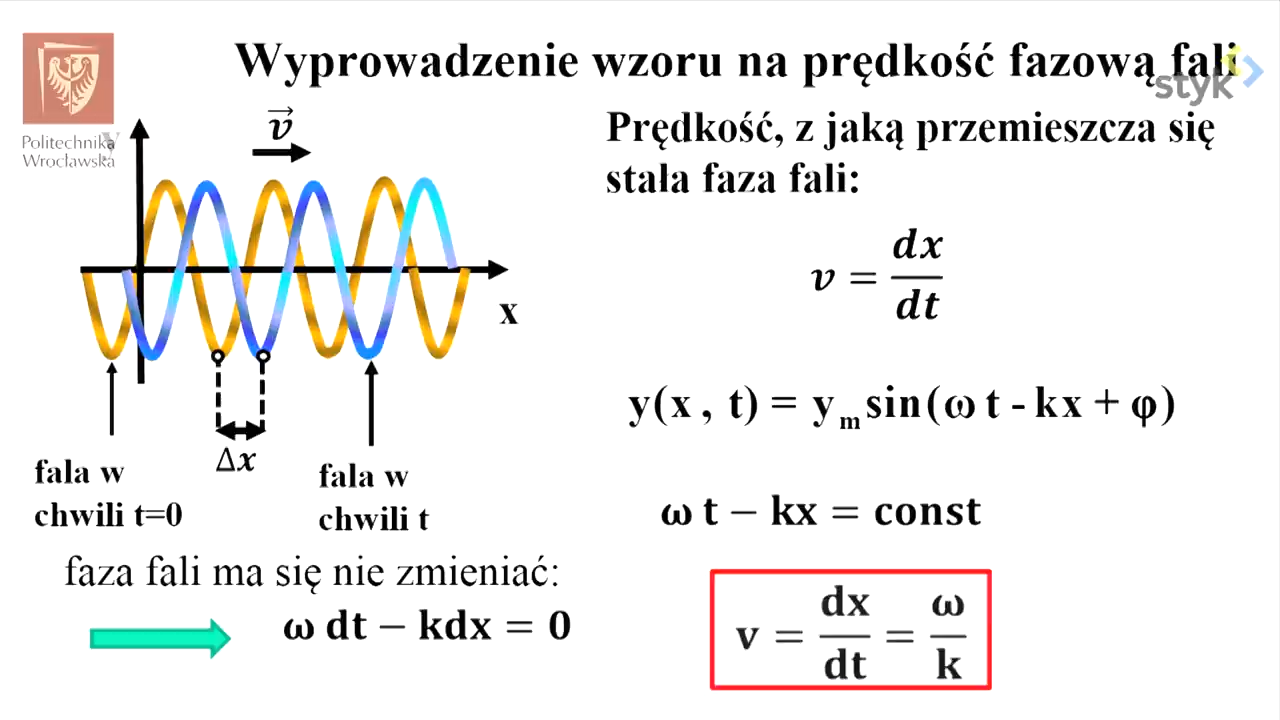 Wyprowadzenie wzoru na prędkość fazową fali
styk
Politechnika
Wrocławska
v⃗
x
Δx
fala w
chwili t=0
fala w
chwili t
Prędkość, z jaką przemieszcza się
stała faza fali:
v = dx/dt
y(x , t) = yₘ sin(ω t - kx + φ)
ω t − kx = const
faza fali ma się nie zmieniać:
ω dt − kdx = 0
v = dx/dt = ω/k